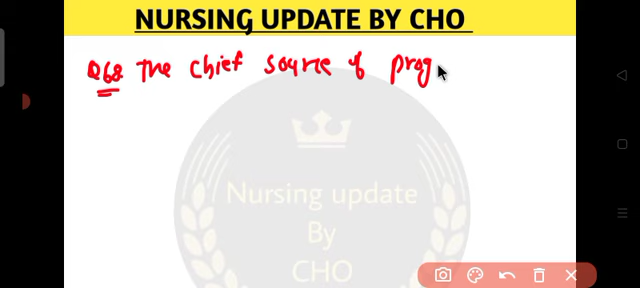 NURSING UPDATE BY CHO
Q68 The chief source of prog
Nursing update
By
CHO